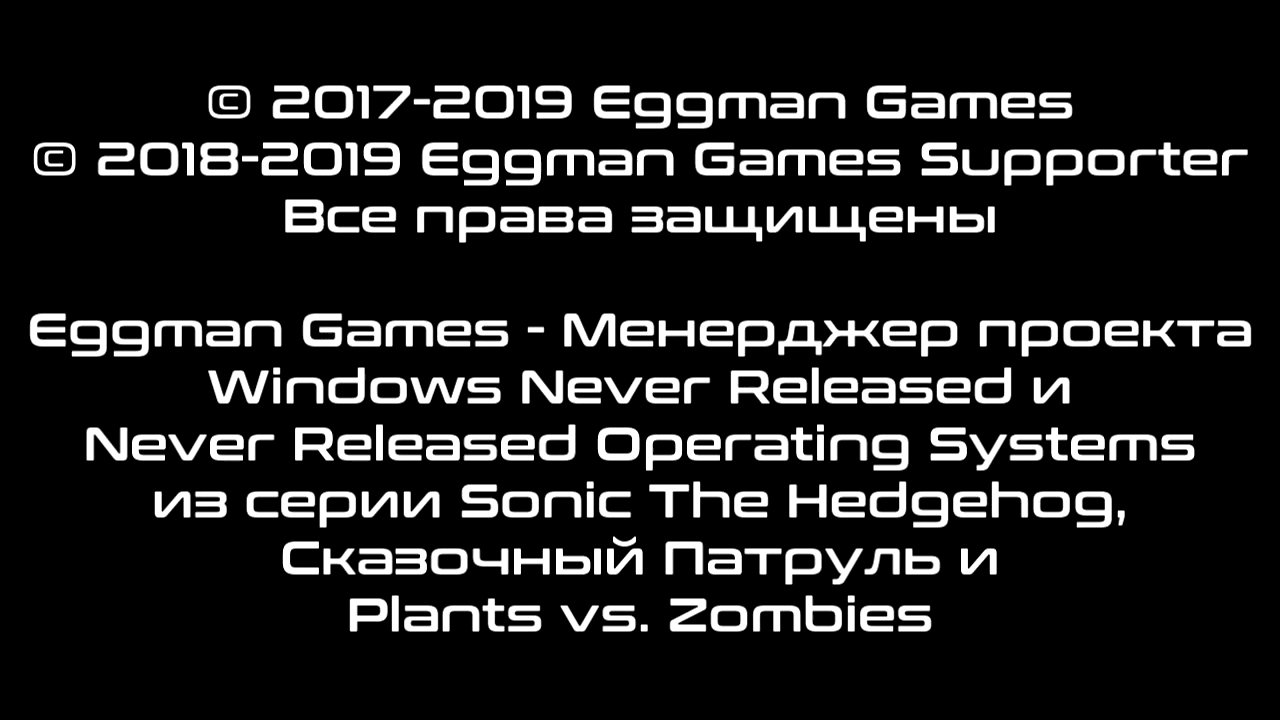 © 2017-2019 Eggman Games
© 2018-2019 Eggman Games Supporter
Все права защищены
Eggman Games - Менерджер проекта
Windows Never Released и
Never Released Operating Systems
из серии Sonic The Hedgehog,
Сказочный Патруль и
Plants vs. Zombies